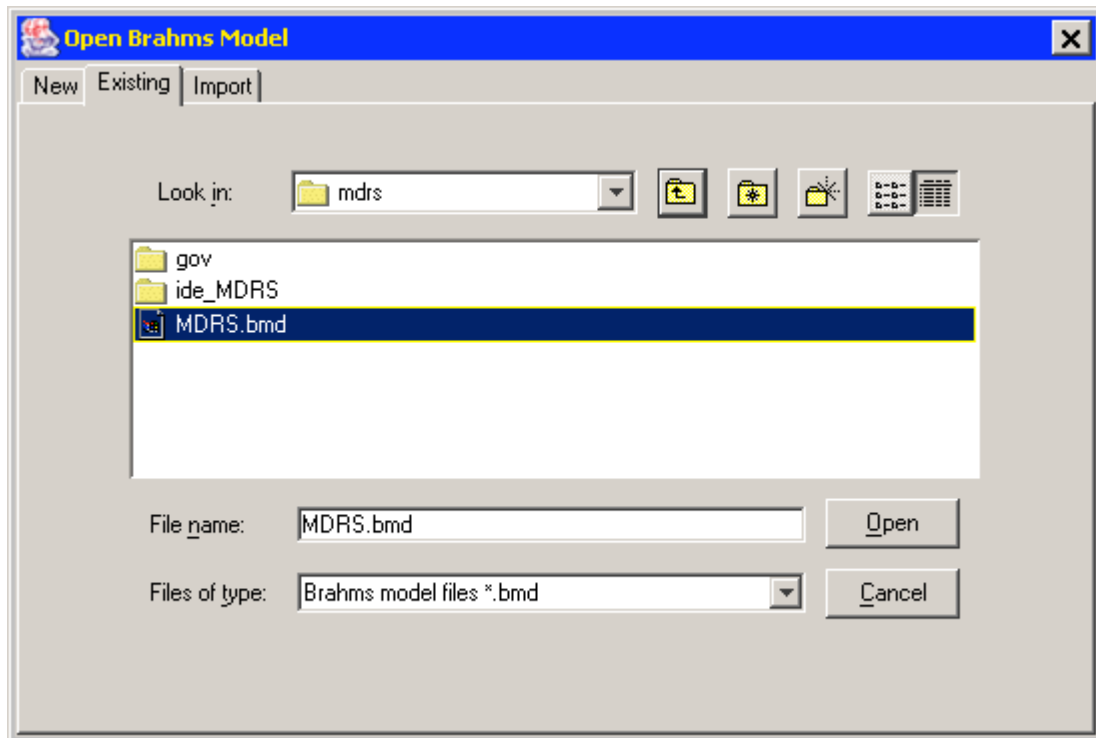 Open Brahms Model
New Existing Import
Look in: mdrs
gov
ide_MDRS
MDRS.bmd
File name: MDRS.bmd Open
Files of type: Brahms model files *.bmd Cancel